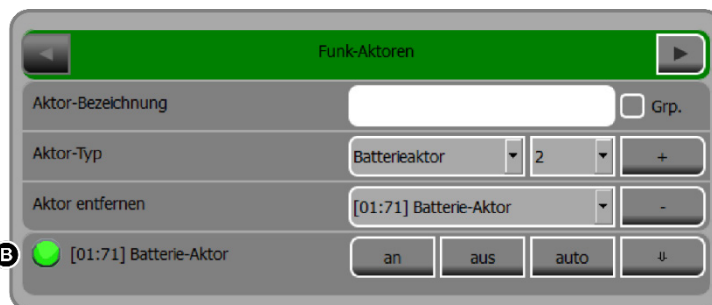 Funk-Aktoren
Aktor-Bezeichnung Grp.
Aktor-Typ Batterieaktor 2 +
Aktor entfernen [01:71] Batterie-Aktor -
B [01:71] Batterie-Aktor an aus auto ⇓